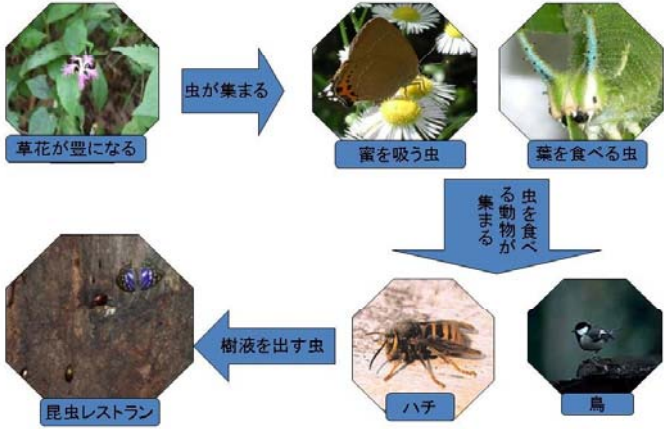 草花が豊になる
虫が集まる
蜜を吸う虫
葉を食べる虫
虫を食べ
る動物が
集まる
ハチ
鳥
樹液を出す虫
昆虫レストラン